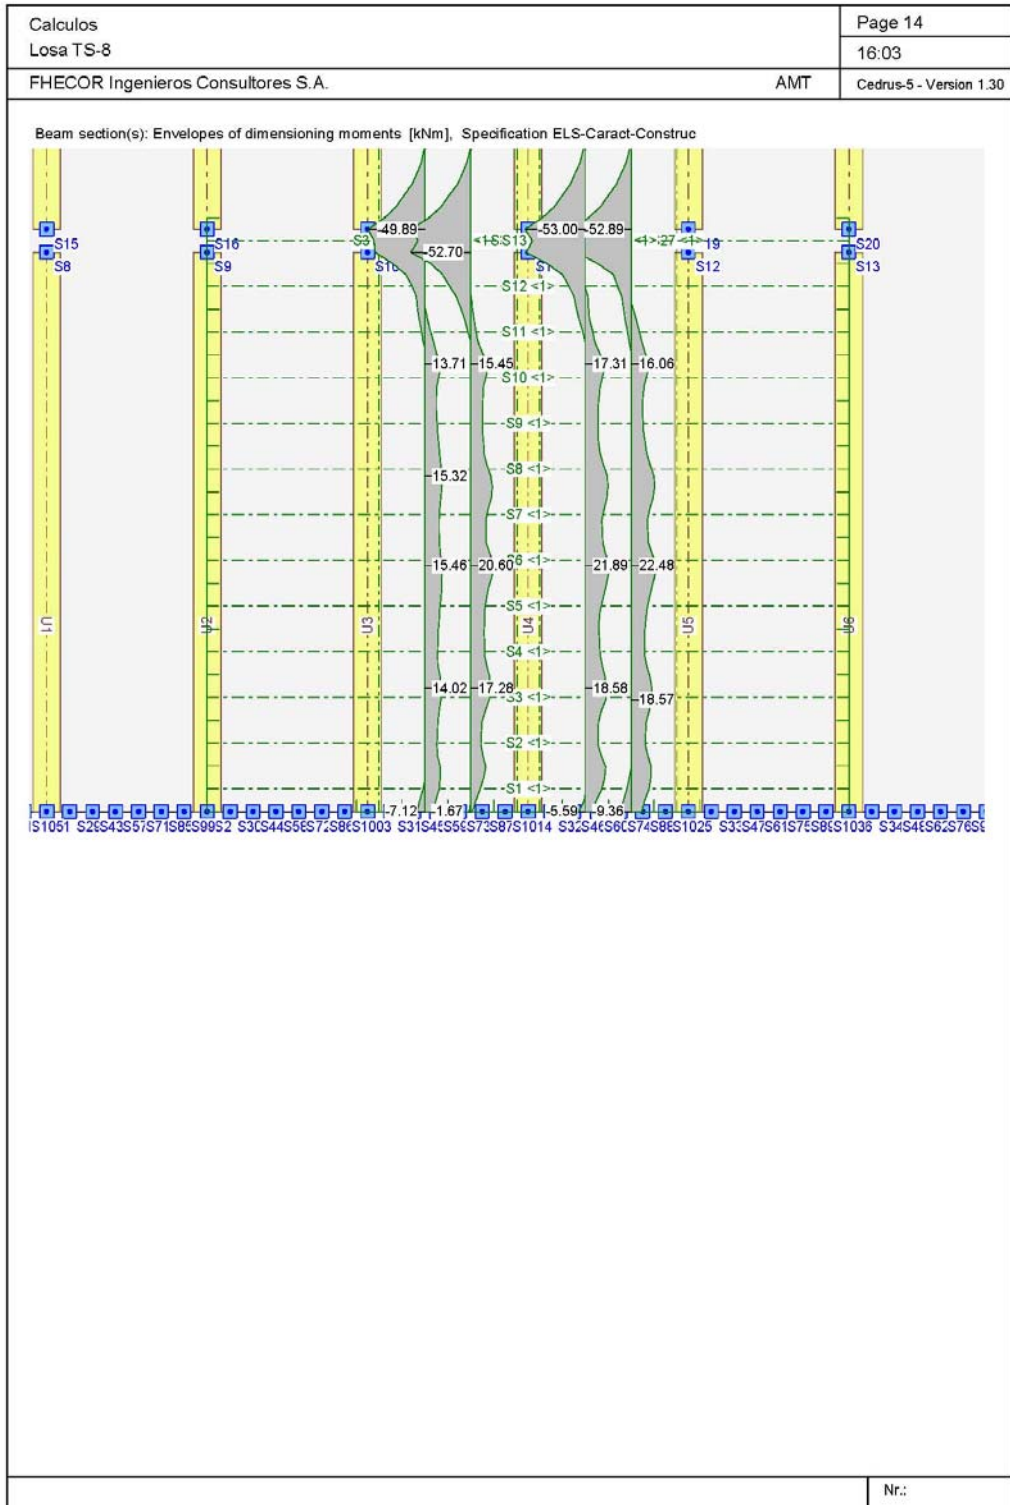 Calculos
Page 14
Losa TS-8
16:03
FHECOR Ingenieros Consultores S.A.
AMT
Cedrus-5 - Version 1.30
Beam section(s): Envelopes of dimensioning moments [kNm], Specification ELS-Caract-Construc
-49.89
-53.00
-52.89
S15
S16
S13
S20
-52.70
S8
S9
S12
S13
S12 <1>
S11 <1>
13.71
15.45
17.31
16.06
S10 <1>
S9 <1>
15.32
S8 <1>
S7 <1>
15.46
20.60
21.89
22.48
S5 <1>
U1
U2
U3
U4
U5
U6
S4 <1>
14.02
17.28
18.58
18.57
S2 <1>
S1 <1>
-7.12
-1.67
-5.59
-9.36
Nr.: